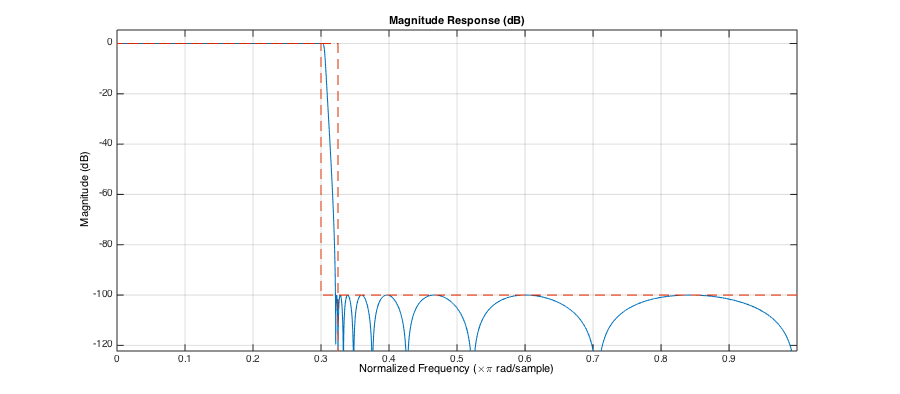 Magnitude Response (dB)
0
-20
-40
-60
-80
-100
-120
Magnitude (dB)
0 0.1 0.2 0.3 0.4 0.5 0.6 0.7 0.8 0.9
Normalized Frequency (×π rad/sample)